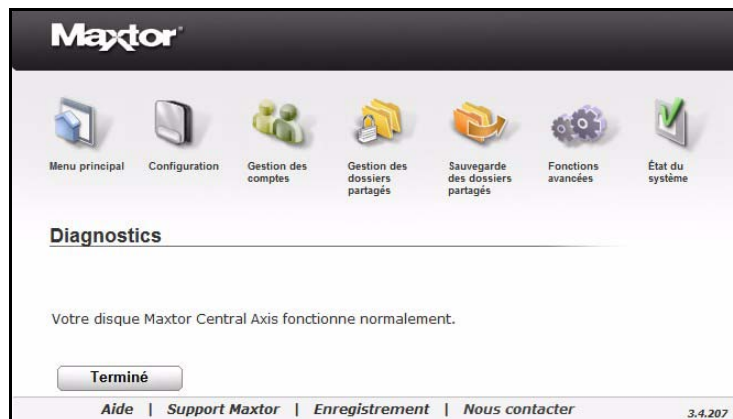 Maxtor
Menu principal
Configuration
Gestion des
comptes
Gestion des
dossiers
partagés
Sauvegarde
des dossiers
partagés
Fonctions
avancées
État du
système
Diagnostics
Votre disque Maxtor Central Axis fonctionne normalement.
Terminé
Aide | Support Maxtor | Enregistrement | Nous contacter
3.4.207